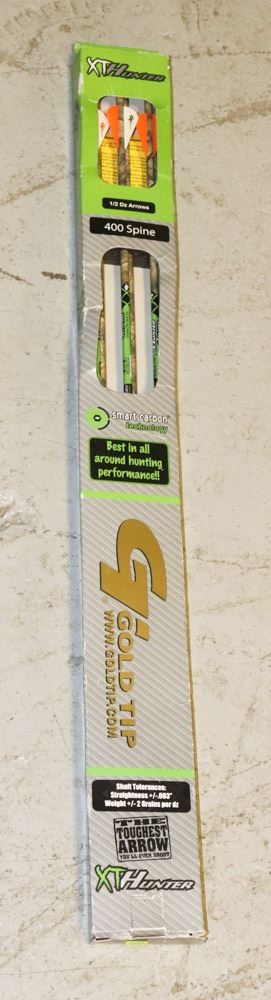 XT HUNTER
1/2 Dz Arrows
400 Spine
smart carbon
technology
Best in all
around hunting
performance!!
GOLD TIP
WWW.GOLDTIP.COM
Shaft Tolerances:
Straightness +/-.003"
Weight +/- 2 Grains per dz
THE
TOUGHEST
ARROW
YOU'LL EVER SHOOT
XT HUNTER